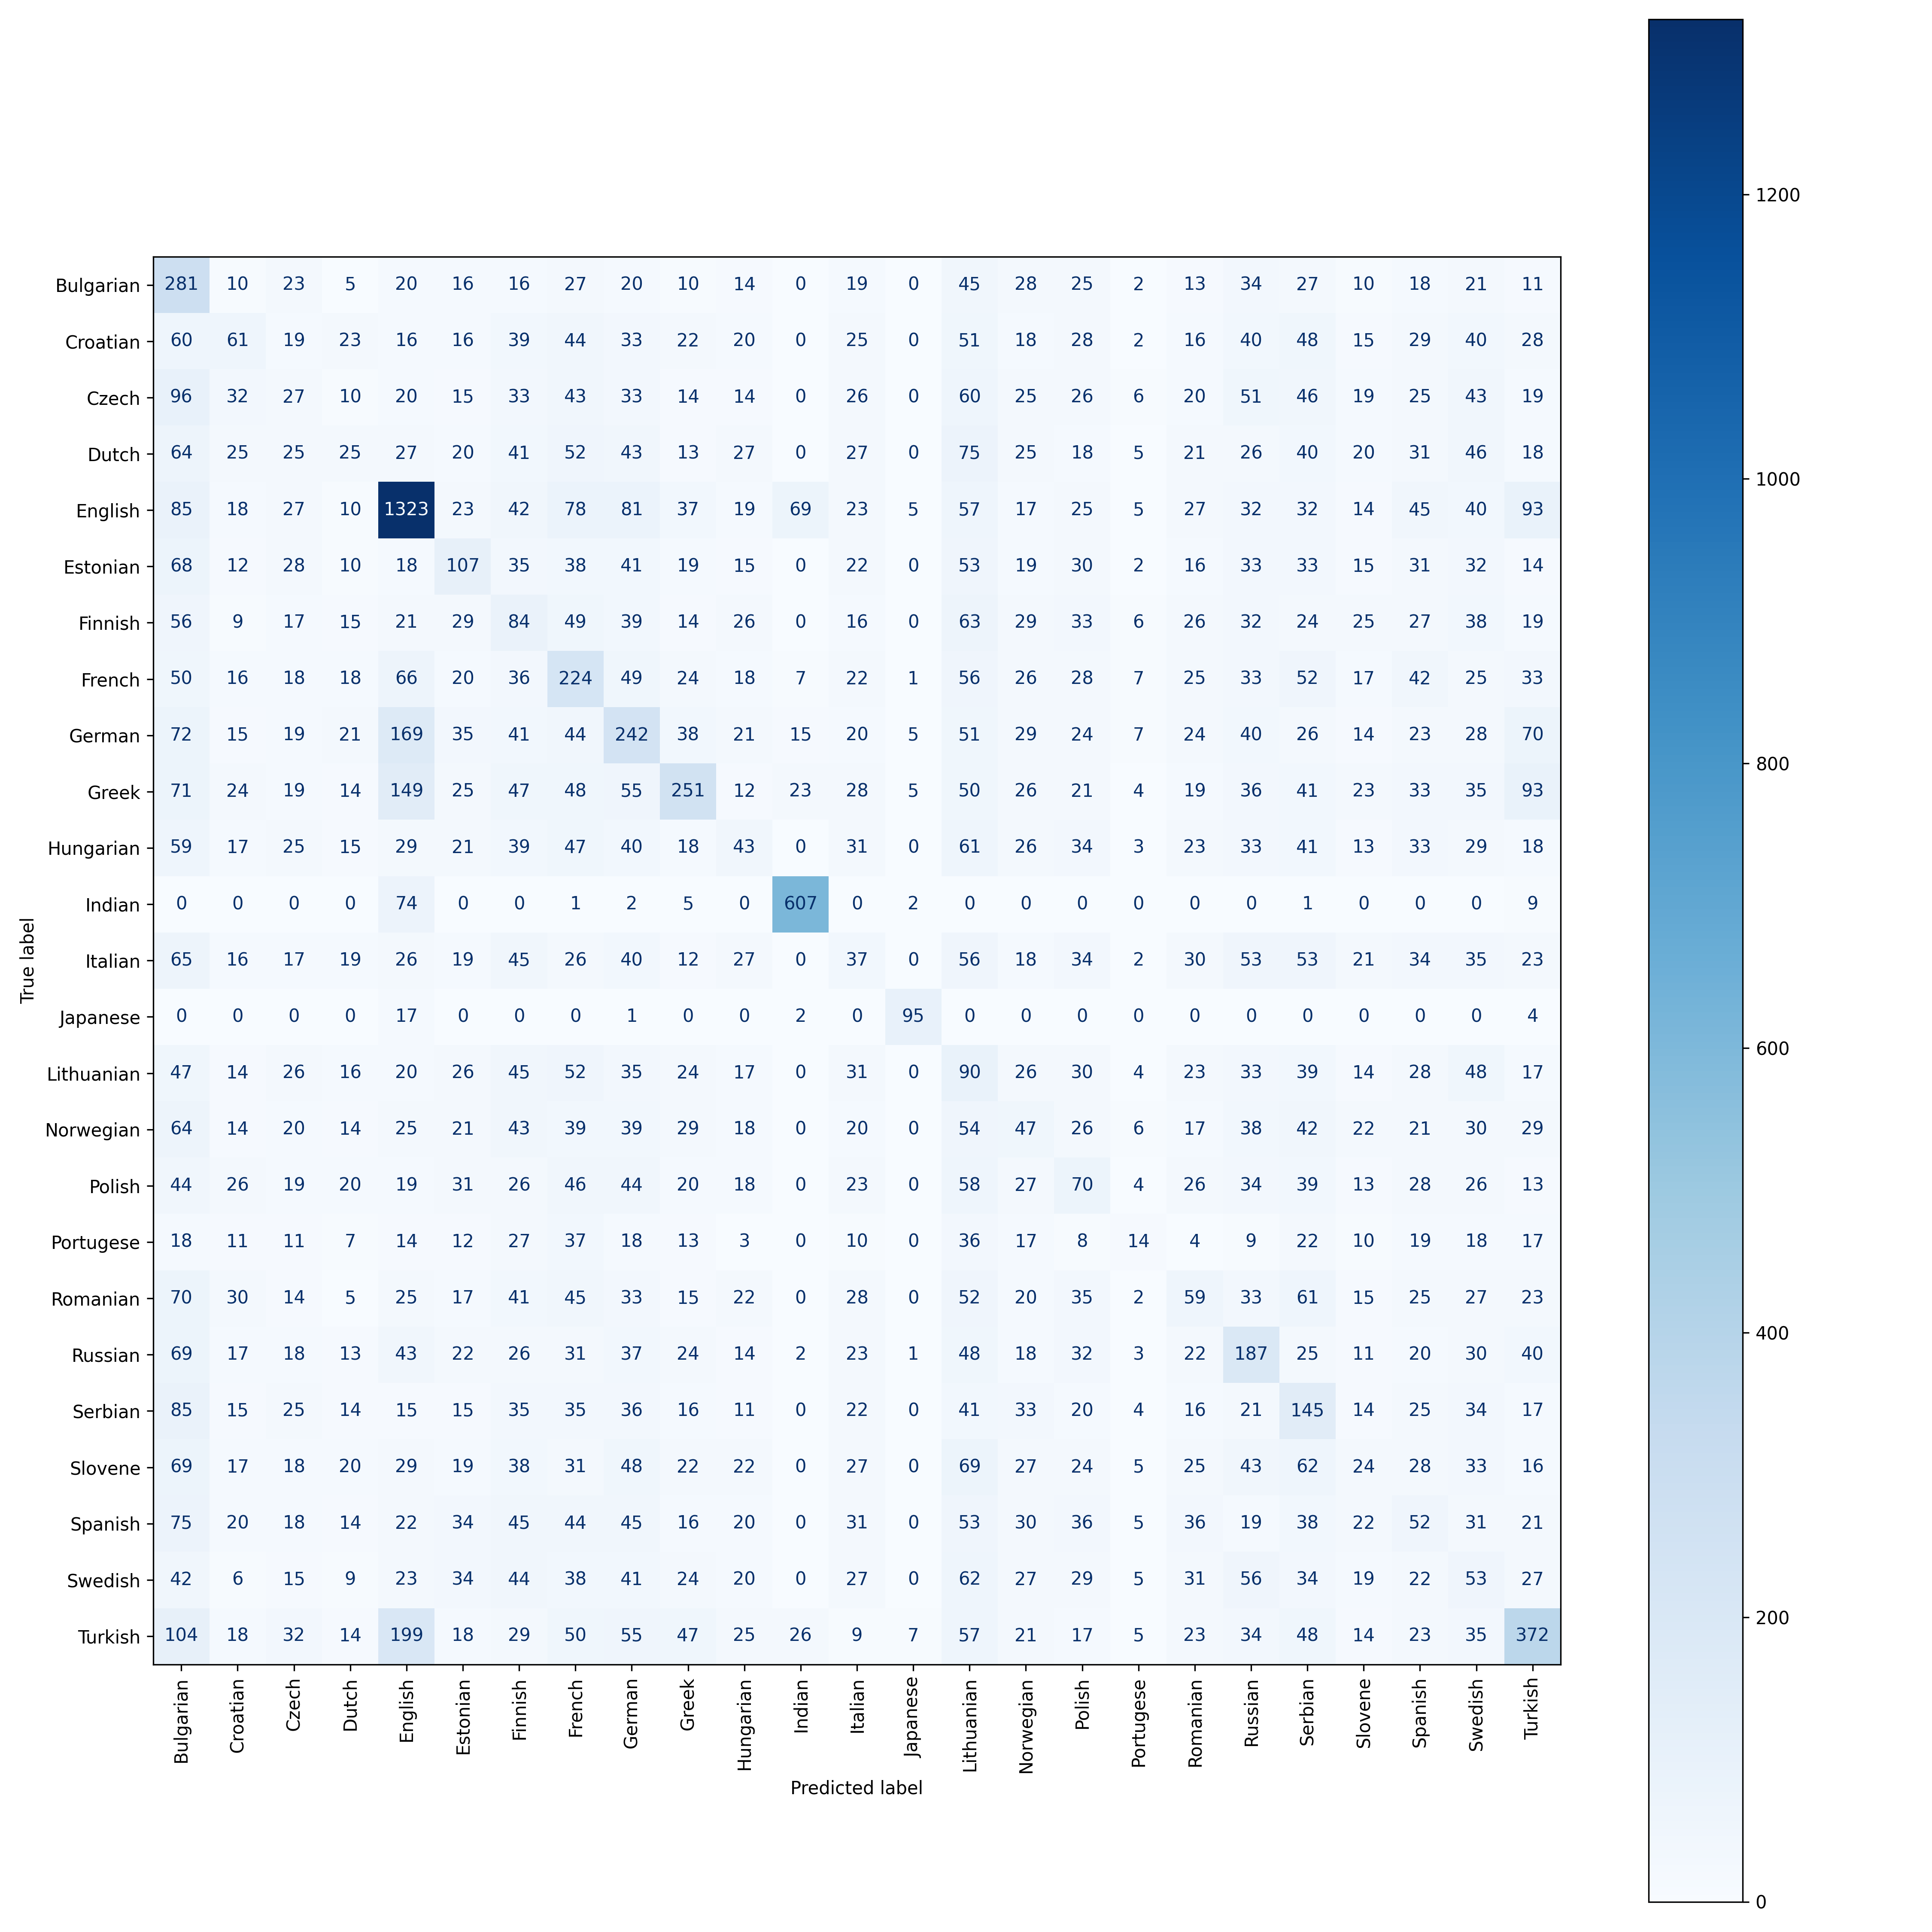 1200
1000
800
600
400
200
0
Bulgarian 281 10 23 5 20 16 16 27 20 10 14 0 19 0 45 28 25 2 13 34 27 10 18 21 11
Croatian 60 61 19 23 16 16 39 44 33 22 20 0 25 0 51 18 28 2 16 40 48 15 29 40 28
Czech 96 32 27 10 20 15 33 43 33 14 14 0 26 0 60 25 26 6 20 51 46 19 25 43 19
Dutch 64 25 25 25 27 20 41 52 43 13 27 0 27 0 75 25 18 5 21 26 40 20 31 46 18
English 85 18 27 10 1323 23 42 78 81 37 19 69 23 5 57 17 25 5 27 32 32 14 45 40 93
Estonian 68 12 28 10 18 107 35 38 41 19 15 0 22 0 53 19 30 2 16 33 33 15 31 32 14
Finnish 56 9 17 15 21 29 84 49 39 14 26 0 16 0 63 29 33 6 26 32 24 25 27 38 19
French 50 16 18 18 66 20 36 224 49 24 18 7 22 1 56 26 28 7 25 33 52 17 42 25 33
German 72 15 19 21 169 35 41 44 242 38 21 15 20 5 51 29 24 7 24 40 26 14 23 28 70
Greek 71 24 19 14 149 25 47 48 55 251 12 23 28 5 50 26 21 4 19 36 41 23 33 35 93
Hungarian 59 17 25 15 29 21 39 47 40 18 43 0 31 0 61 26 34 3 23 33 41 13 33 29 18
Indian 0 0 0 0 74 0 0 1 2 5 0 607 0 2 0 0 0 0 0 0 1 0 0 0 9
Italian 65 16 17 19 26 19 45 26 40 12 27 0 37 0 56 18 34 2 30 53 53 21 34 35 23
Japanese 0 0 0 0 17 0 0 0 1 0 0 2 0 95 0 0 0 0 0 0 0 0 0 0 4
Lithuanian 47 14 26 16 20 26 45 52 35 24 17 0 31 0 90 26 30 4 23 33 39 14 28 48 17
Norwegian 64 14 20 14 25 21 43 39 39 29 18 0 20 0 54 47 26 6 17 38 42 22 21 30 29
Polish 44 26 19 20 19 31 26 46 44 20 18 0 23 0 58 27 70 4 26 34 39 13 28 26 13
Portugese 18 11 11 7 14 12 27 37 18 13 3 0 10 0 36 17 8 14 4 9 22 10 19 18 17
Romanian 70 30 14 5 25 17 41 45 33 15 22 0 28 0 52 20 35 2 59 33 61 15 25 27 23
Russian 69 17 18 13 43 22 26 31 37 24 14 2 23 1 48 18 32 3 22 187 25 11 20 30 40
Serbian 85 15 25 14 15 15 35 35 36 16 11 0 22 0 41 33 20 4 16 21 145 14 25 34 17
Slovene 69 17 18 20 29 19 38 31 48 22 22 0 27 0 69 27 24 5 25 43 62 24 28 33 16
Spanish 75 20 18 14 22 34 45 44 45 16 20 0 31 0 53 30 36 5 36 19 38 22 52 31 21
Swedish 42 6 15 9 23 34 44 38 41 24 20 0 27 0 62 27 29 5 31 56 34 19 22 53 27
Turkish 104 18 32 14 199 18 29 50 55 47 25 26 9 7 57 21 17 5 23 34 48 14 23 35 372
True label
Bulgarian Croatian Czech Dutch English Estonian Finnish French German Greek Hungarian Indian Italian Japanese Lithuanian Norwegian Polish Portugese Romanian Russian Serbian Slovene Spanish Swedish Turkish
Predicted label